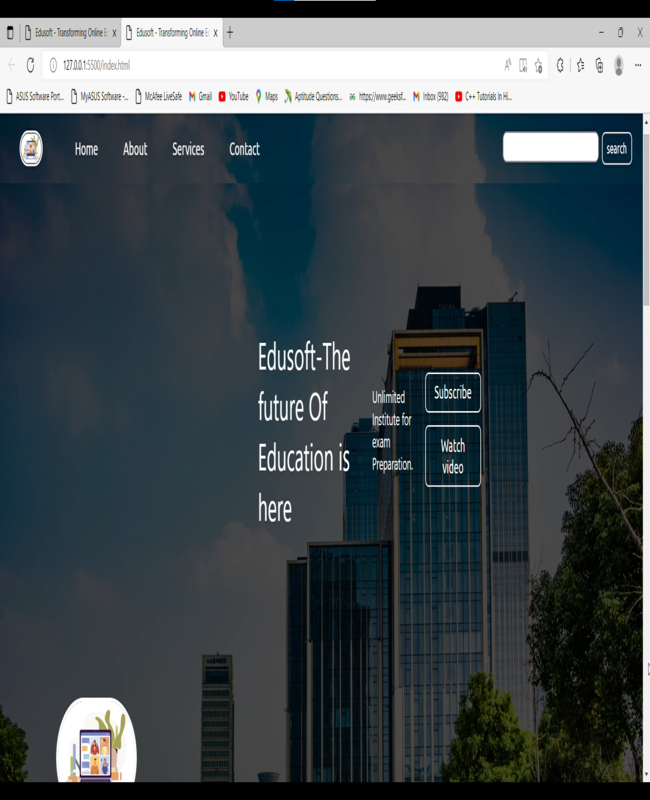 Edusoft - Transforming Online E
Edusoft - Transforming Online E
127.0.0.1:5500/index.html
ASUS Software Port... MyASUS Software -... McAfee LiveSafe Gmail YouTube Maps Aptitude Questions... https://www.geeksf... Inbox (982) C++ Tutorials In Hi...
Home About Services Contact search
Edusoft-The
future Of
Education is
here
Unlimited
Institute for
exam
Preparation.
Subscribe
Watch
video